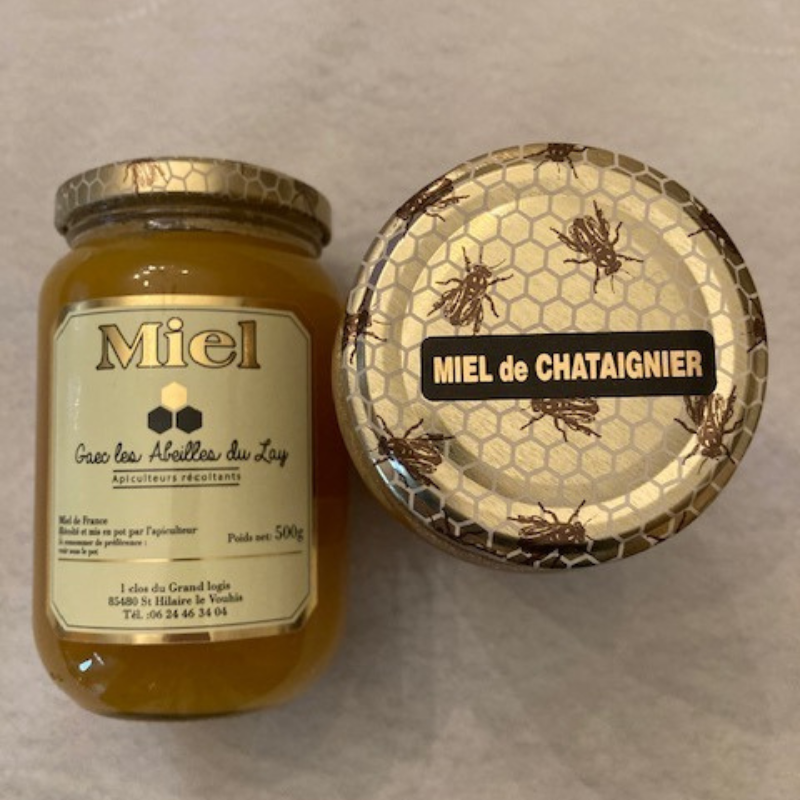 Miel
Gaec les Abeilles du Lay
Apiculteurs récoltants
Miel de France
Récolté et mis en pot par l'apiculteur
à consommer de préférence :
voir sous le pot
Poids net: 500g
1 clos du Grand logis
85480 St Hilaire le Vouhis
Tél. :06 24 46 34 04
MIEL de CHATAIGNIER